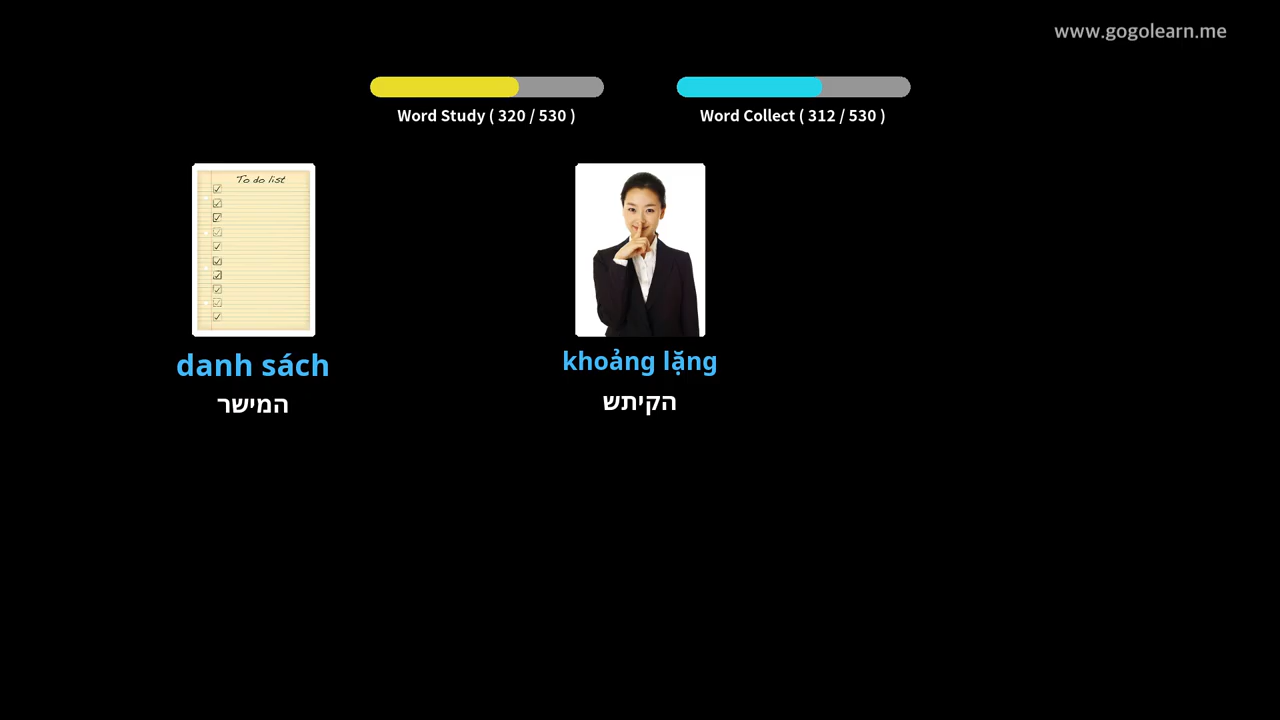 www.gogolearn.me
Word Study ( 320 / 530 )
Word Collect ( 312 / 530 )
To do list
danh sách
המישר
khoảng lặng
הקיתש